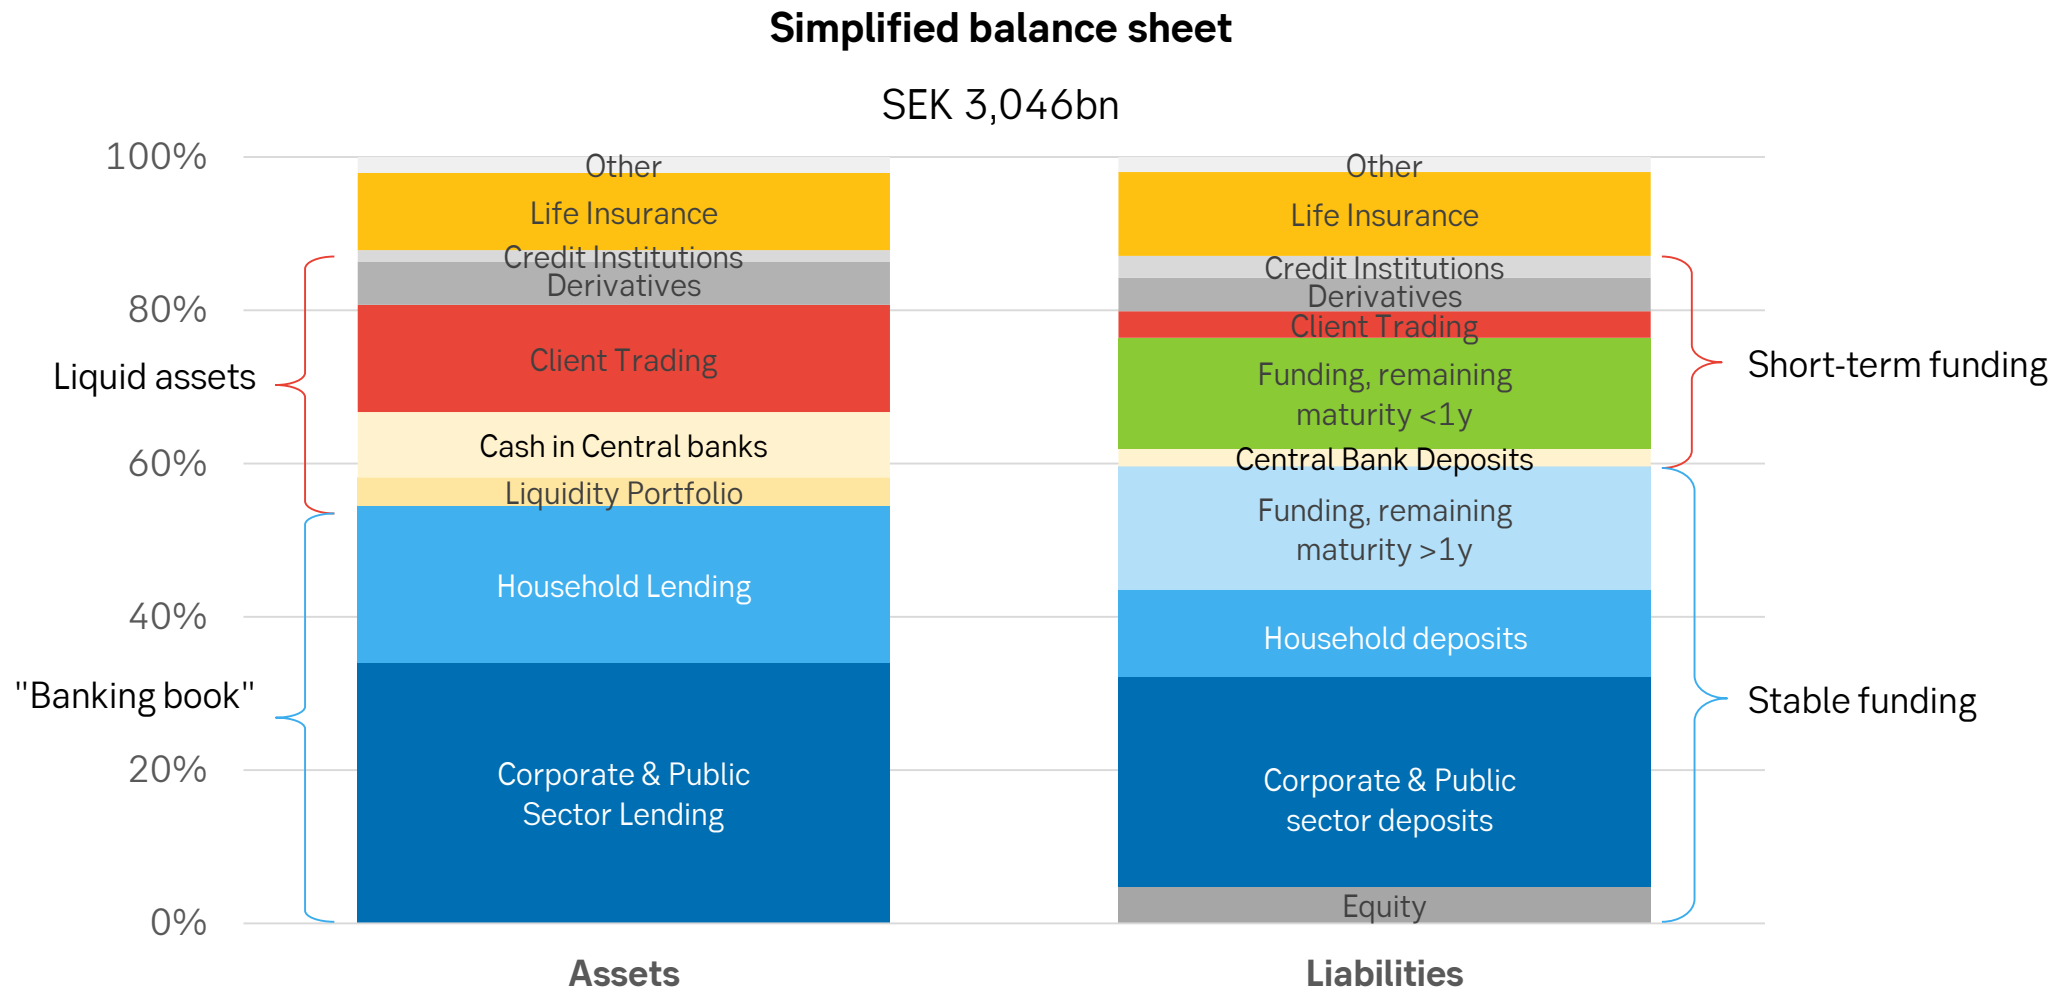 Simplified balance sheet
SEK 3,046bn
100%
80%
60%
40%
20%
0%
Liquid assets
"Banking book"
Other
Life Insurance
Credit Institutions
Derivatives
Client Trading
Cash in Central banks
Liquidity Portfolio
Household Lending
Corporate & Public
Sector Lending
Assets
Other
Life Insurance
Credit Institutions
Derivatives
Client Trading
Funding, remaining
maturity <1y
Central Bank Deposits
Funding, remaining
maturity >1y
Household deposits
Corporate & Public
sector deposits
Equity
Liabilities
Short-term funding
Stable funding